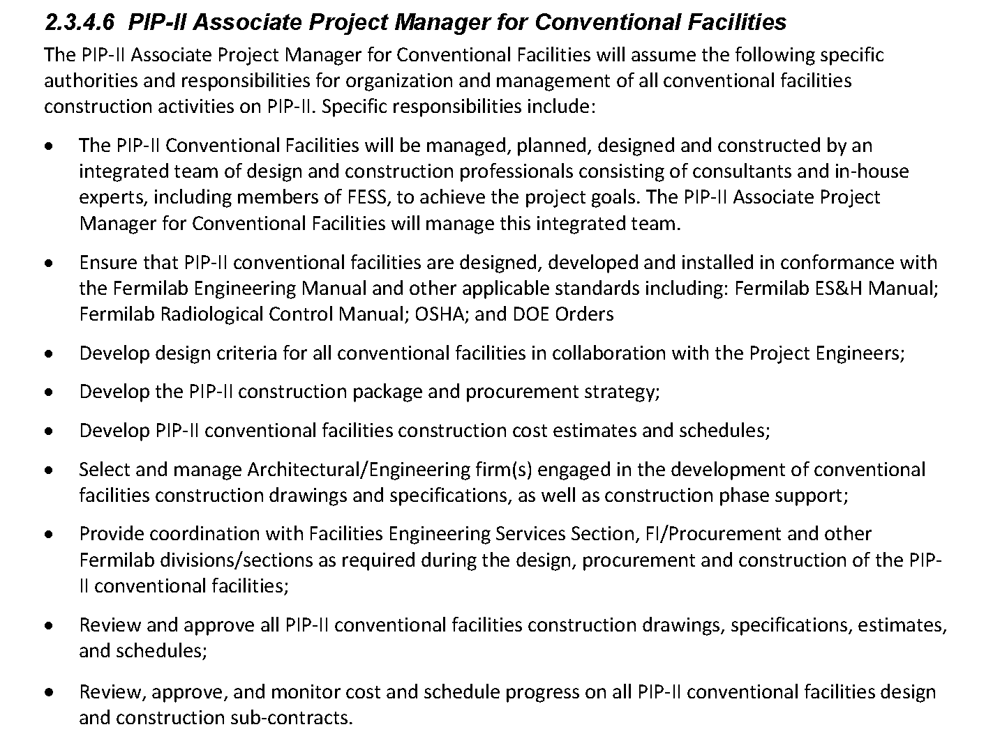 2.3.4.6 PIP-II Associate Project Manager for Conventional Facilities
The PIP-II Associate Project Manager for Conventional Facilities will assume the following specific
authorities and responsibilities for organization and management of all conventional facilities
construction activities on PIP-II. Specific responsibilities include:
• The PIP-II Conventional Facilities will be managed, planned, designed and constructed by an
integrated team of design and construction professionals consisting of consultants and in-house
experts, including members of FESS, to achieve the project goals. The PIP-II Associate Project
Manager for Conventional Facilities will manage this integrated team.
• Ensure that PIP-II conventional facilities are designed, developed and installed in conformance with
the Fermilab Engineering Manual and other applicable standards including: Fermilab ES&H Manual;
Fermilab Radiological Control Manual; OSHA; and DOE Orders
• Develop design criteria for all conventional facilities in collaboration with the Project Engineers;
• Develop the PIP-II construction package and procurement strategy;
• Develop PIP-II conventional facilities construction cost estimates and schedules;
• Select and manage Architectural/Engineering firm(s) engaged in the development of conventional
facilities construction drawings and specifications, as well as construction phase support;
• Provide coordination with Facilities Engineering Services Section, FI/Procurement and other
Fermilab divisions/sections as required during the design, procurement and construction of the PIP-
II conventional facilities;
• Review and approve all PIP-II conventional facilities construction drawings, specifications, estimates,
and schedules;
• Review, approve, and monitor cost and schedule progress on all PIP-II conventional facilities design
and construction sub-contracts.